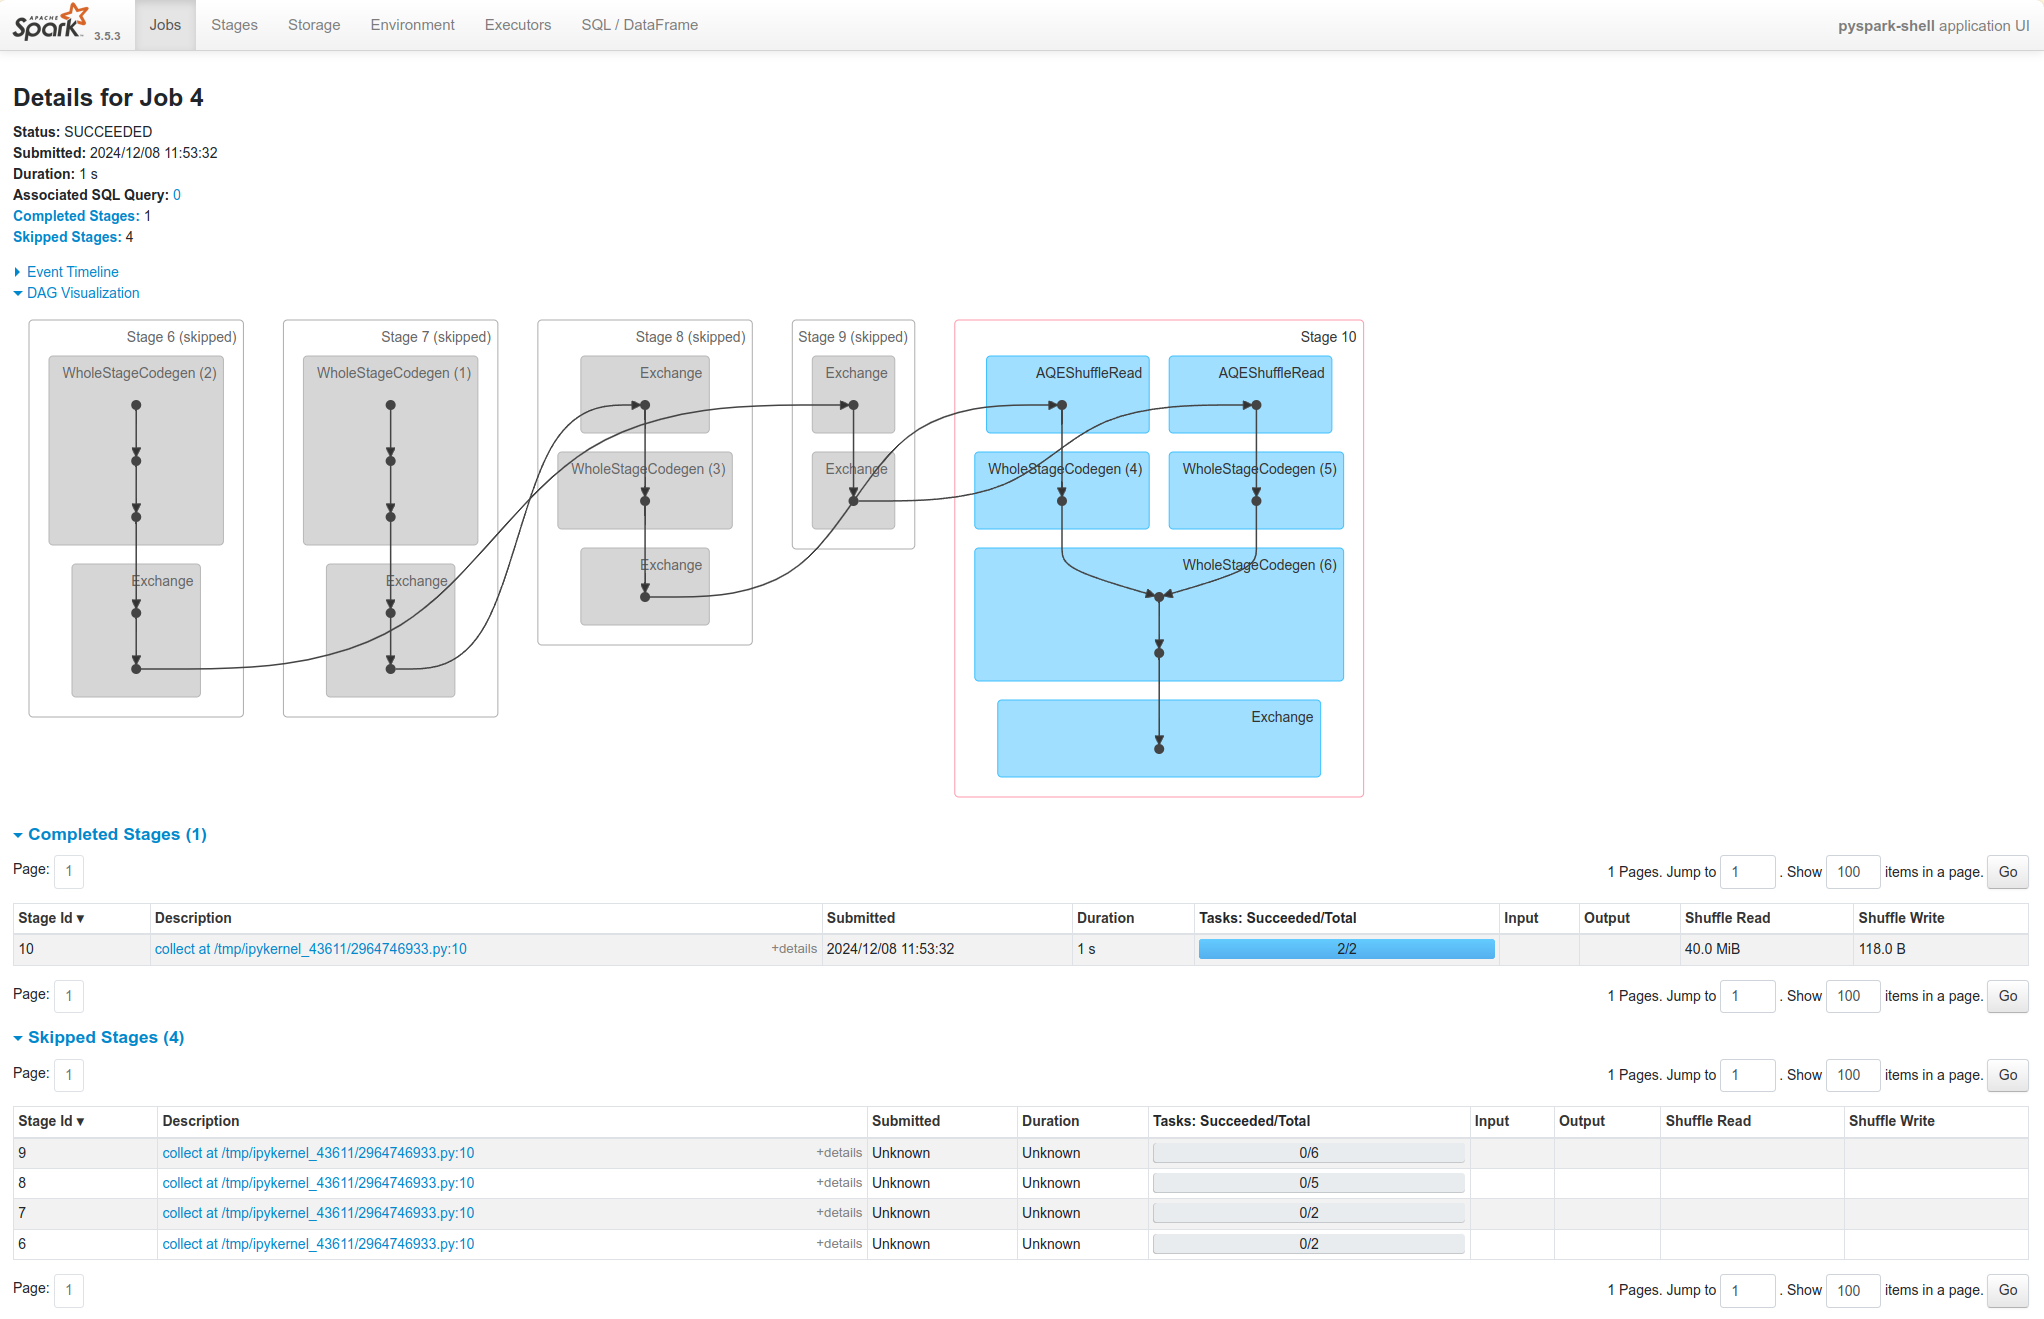 APACHE Spark 3.5.3 Jobs Stages Storage Environment Executors SQL / DataFrame pyspark-shell application UI
Details for Job 4
Status: SUCCEEDED
Submitted: 2024/12/08 11:53:32
Duration: 1 s
Associated SQL Query: 0
Completed Stages: 1
Skipped Stages: 4
Event Timeline
DAG Visualization
Stage 6 (skipped)
WholeStageCodegen (2)
Exchange
Stage 7 (skipped)
WholeStageCodegen (1)
Exchange
Stage 8 (skipped)
Exchange
WholeStageCodegen (3)
Exchange
Stage 9 (skipped)
Exchange
Exchange
Stage 10
AQEShuffleRead AQEShuffleRead
WholeStageCodegen (4) WholeStageCodegen (5)
WholeStageCodegen (6)
Exchange
Completed Stages (1)
Page: 1 1 Pages. Jump to 1 . Show 100 items in a page. Go
Stage Id ▾ Description Submitted Duration Tasks: Succeeded/Total Input Output Shuffle Read Shuffle Write
10 collect at /tmp/ipykernel_43611/2964746933.py:10 +details 2024/12/08 11:53:32 1 s 2/2 40.0 MiB 118.0 B
Page: 1 1 Pages. Jump to 1 . Show 100 items in a page. Go
Skipped Stages (4)
Page: 1 1 Pages. Jump to 1 . Show 100 items in a page. Go
Stage Id ▾ Description Submitted Duration Tasks: Succeeded/Total Input Output Shuffle Read Shuffle Write
9 collect at /tmp/ipykernel_43611/2964746933.py:10 +details Unknown Unknown 0/6
8 collect at /tmp/ipykernel_43611/2964746933.py:10 +details Unknown Unknown 0/5
7 collect at /tmp/ipykernel_43611/2964746933.py:10 +details Unknown Unknown 0/2
6 collect at /tmp/ipykernel_43611/2964746933.py:10 +details Unknown Unknown 0/2
Page: 1 1 Pages. Jump to 1 . Show 100 items in a page. Go